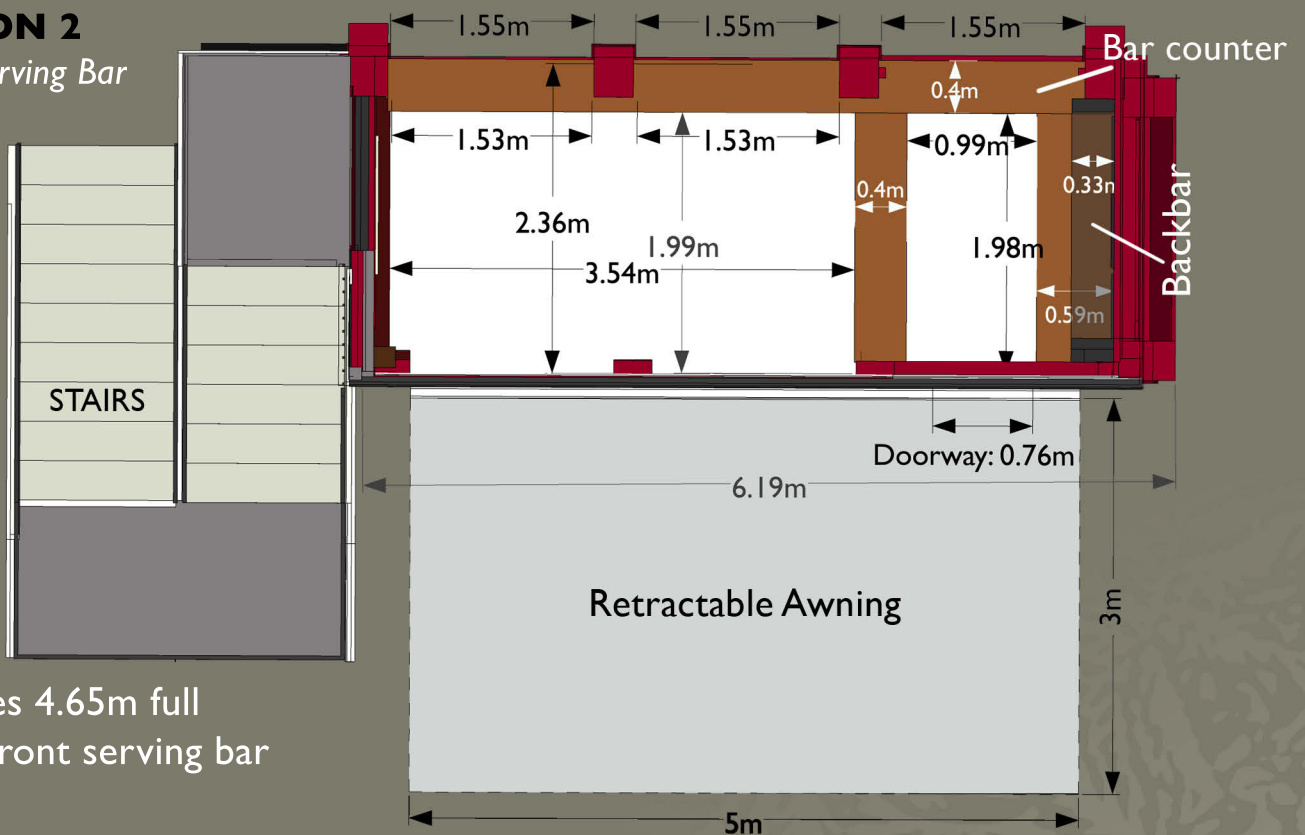 ON 2
rving Bar
1.55m
1.55m
1.55m
Bar counter
0.4m
1.53m
1.53m
0.99m
0.4m
0.33m
2.36m
1.99m
1.98m
3.54m
Backbar
0.59m
STAIRS
Doorway: 0.76m
6.19m
Retractable Awning
3m
es 4.65m full
ront serving bar
5m